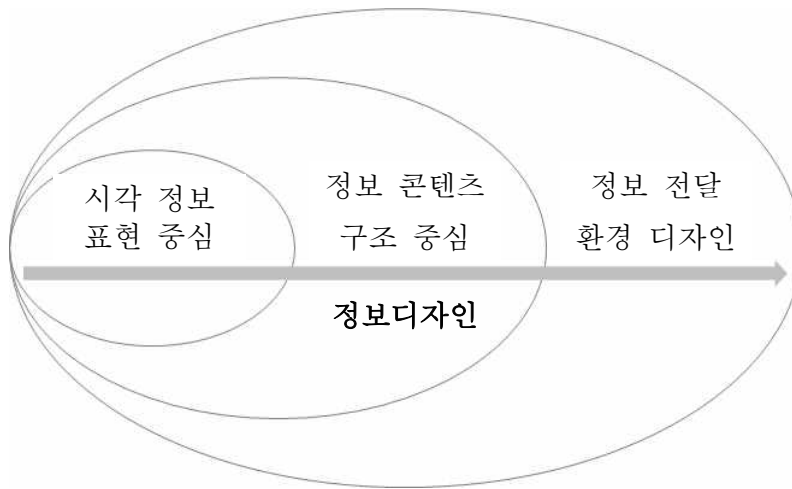 시각 정보
표현 중심
정보 콘텐츠
구조 중심
정보 전달
환경 디자인
정보디자인